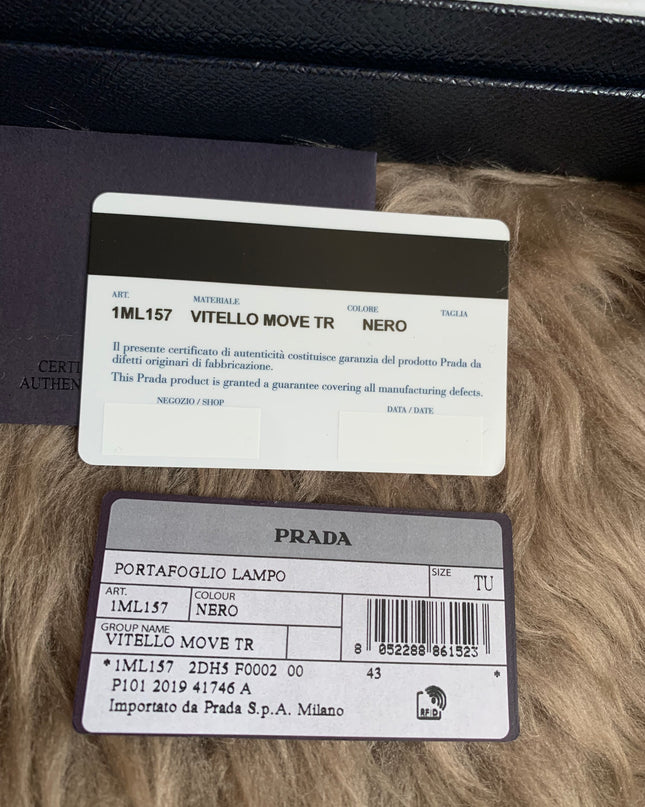 CERTI
AUTHEN
ART. MATERIALE COLORE TAGLIA
1ML157 VITELLO MOVE TR NERO
Il presente certificato di autenticità costituisce garanzia del prodotto Prada da
difetti originari di fabbricazione.
This Prada product is granted a guarantee covering all manufacturing defects.
NEGOZIO / SHOP DATA / DATE
PRADA
PORTAFOGLIO LAMPO SIZE TU
ART. COLOUR
1ML157 NERO
GROUP NAME
VITELLO MOVE TR
8 052288 861523
*1ML157 2DH5 F0002 00 43 *
P101 2019 41746 A
Importato da Prada S.p.A. Milano
RFID